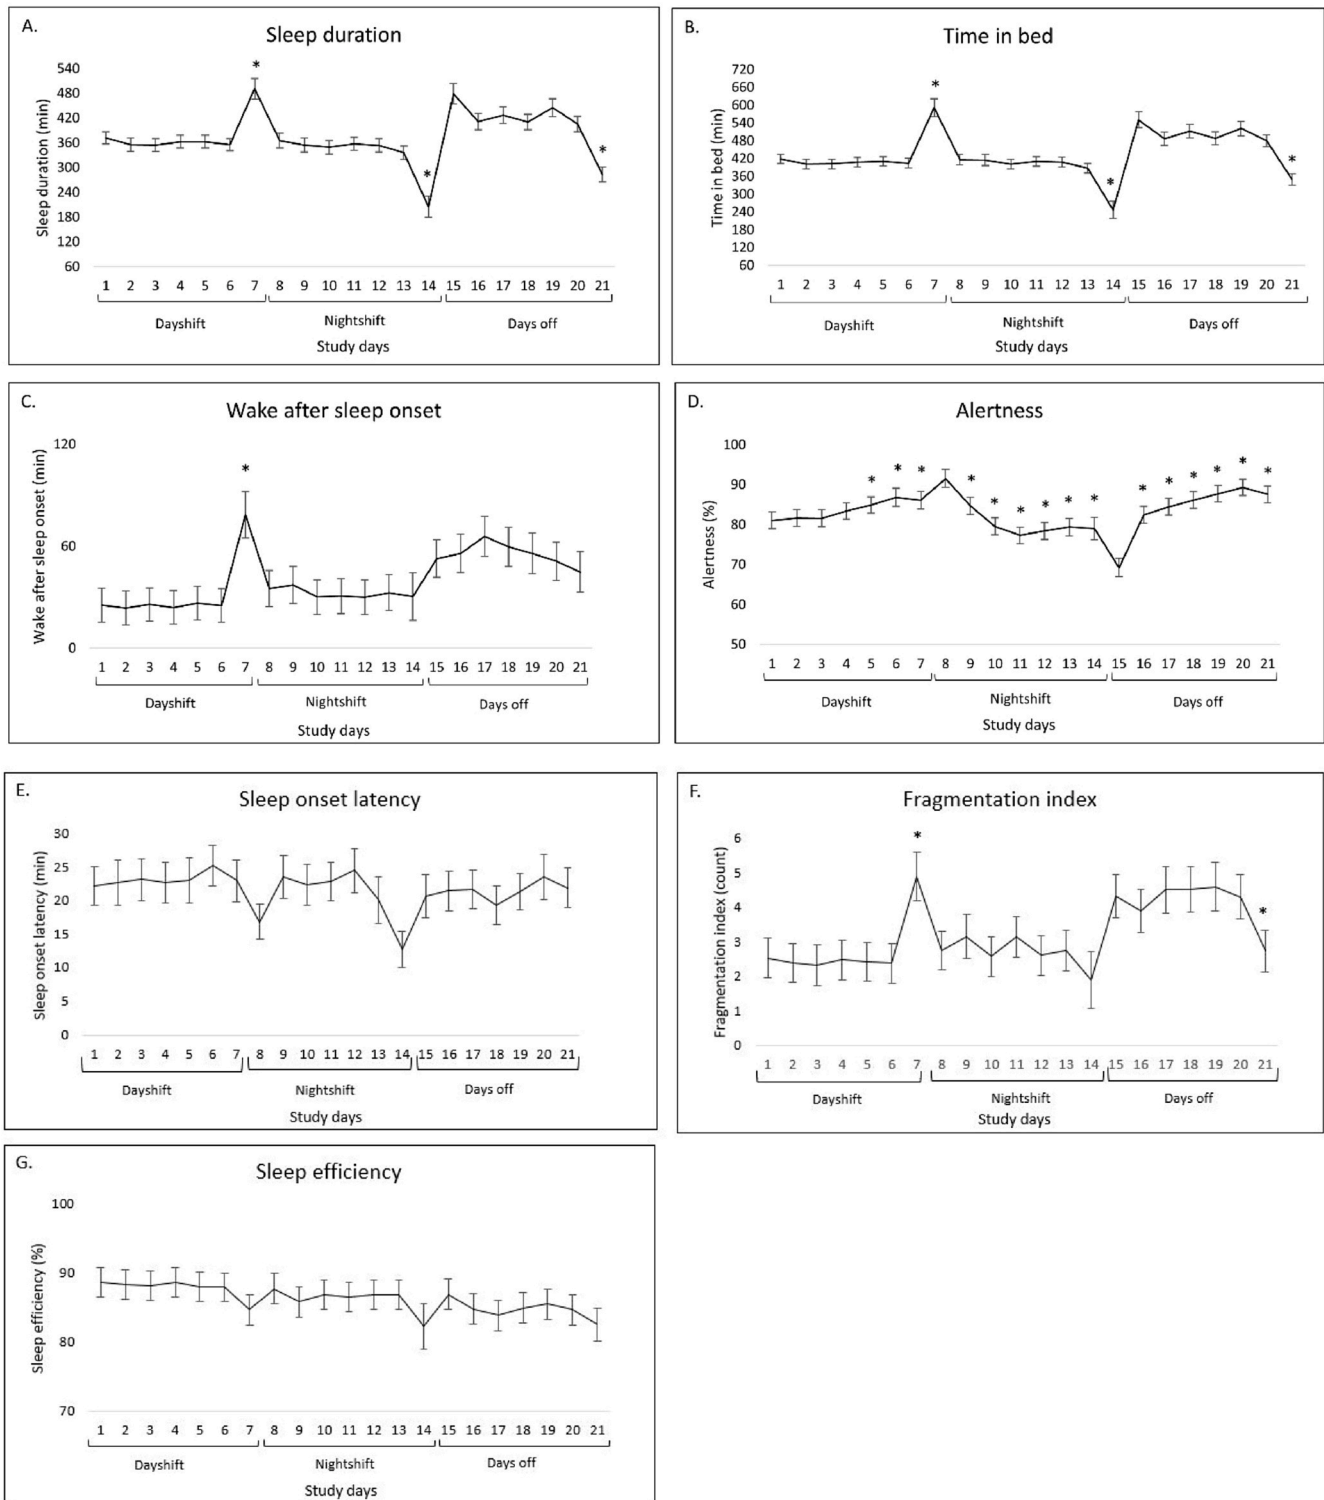 A.
Sleep duration
Sleep duration (min)
540
*
480
420
360
*
*
300
240
180
120
60
1 2 3 4 5 6 7 8 9 10 11 12 13 14 15 16 17 18 19 20 21
Dayshift Nightshift Days off
Study days
B.
Time in bed
Time in bed (min)
720
660
*
600
540
480
420
*
360
*
300
240
180
120
60
1 2 3 4 5 6 7 8 9 10 11 12 13 14 15 16 17 18 19 20 21
Dayshift Nightshift Days off
Study days
C.
Wake after sleep onset
Wake after sleep onset (min)
120
*
60
0
1 2 3 4 5 6 7 8 9 10 11 12 13 14 15 16 17 18 19 20 21
Dayshift Nightshift Days off
Study days
D.
Alertness
Alertness (%)
100
* * * * * * * * * * * * * * *
90
80
70
60
50
1 2 3 4 5 6 7 8 9 10 11 12 13 14 15 16 17 18 19 20 21
Dayshift Nightshift Days off
Study days
E.
Sleep onset latency
Sleep onset latency (min)
30
25
20
15
10
5
0
1 2 3 4 5 6 7 8 9 10 11 12 13 14 15 16 17 18 19 20 21
Dayshift Nightshift Days off
Study days
F.
Fragmentation index
Fragmentation index (count)
6
*
5
4
*
3
2
1
0
1 2 3 4 5 6 7 8 9 10 11 12 13 14 15 16 17 18 19 20 21
Dayshift Nightshift Days off
Study days
G.
Sleep efficiency
Sleep efficiency (%)
100
90
80
70
1 2 3 4 5 6 7 8 9 10 11 12 13 14 15 16 17 18 19 20 21
Dayshift Nightshift Days off
Study days